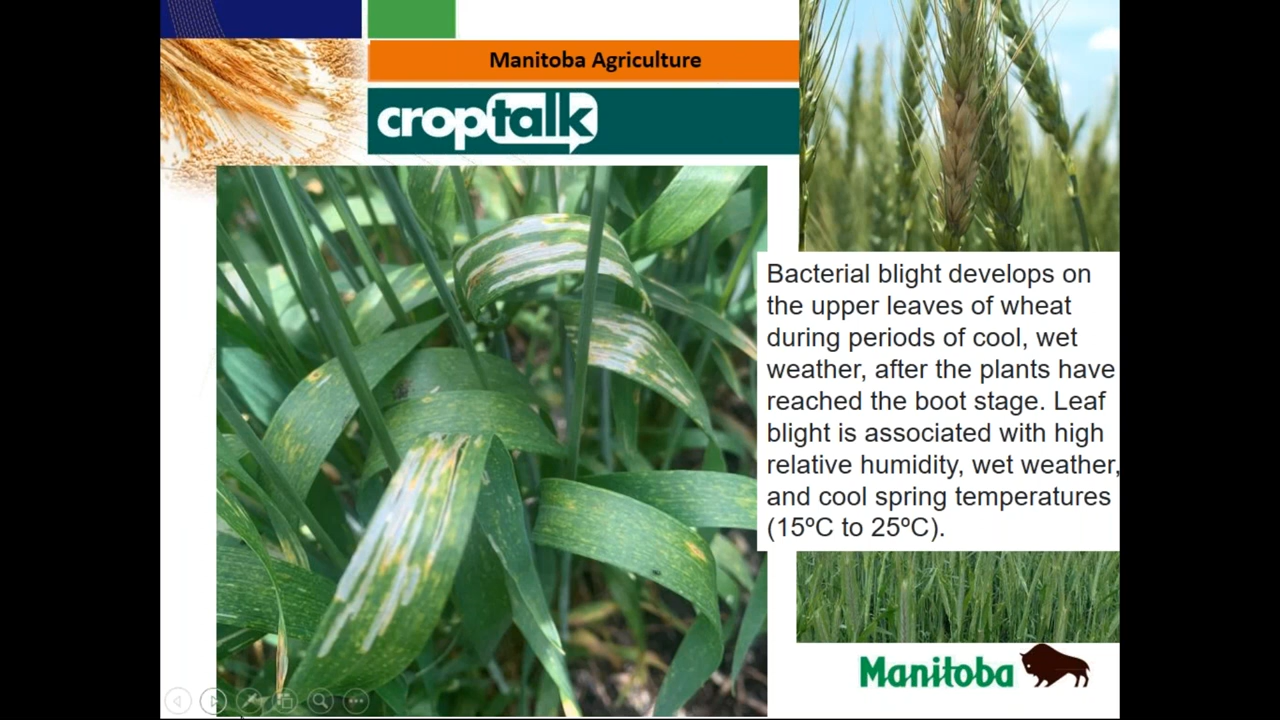 Manitoba Agriculture
croptalk
Bacterial blight develops on
the upper leaves of wheat
during periods of cool, wet
weather, after the plants have
reached the boot stage. Leaf
blight is associated with high
relative humidity, wet weather,
and cool spring temperatures
(15ºC to 25ºC).
Manitoba